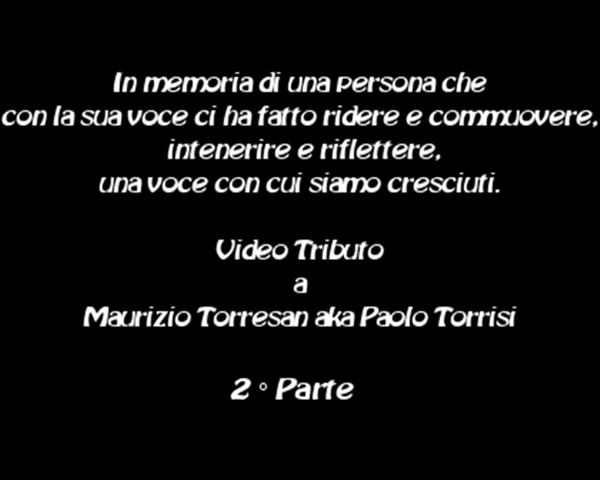 In memoria di una persona che
con la sua voce ci ha fatto ridere e commuovere,
intenerire e riflettere,
una voce con cui siamo cresciuti.
Video Tributo
a
Maurizio Torresan aka Paolo Torrisi
2° Parte